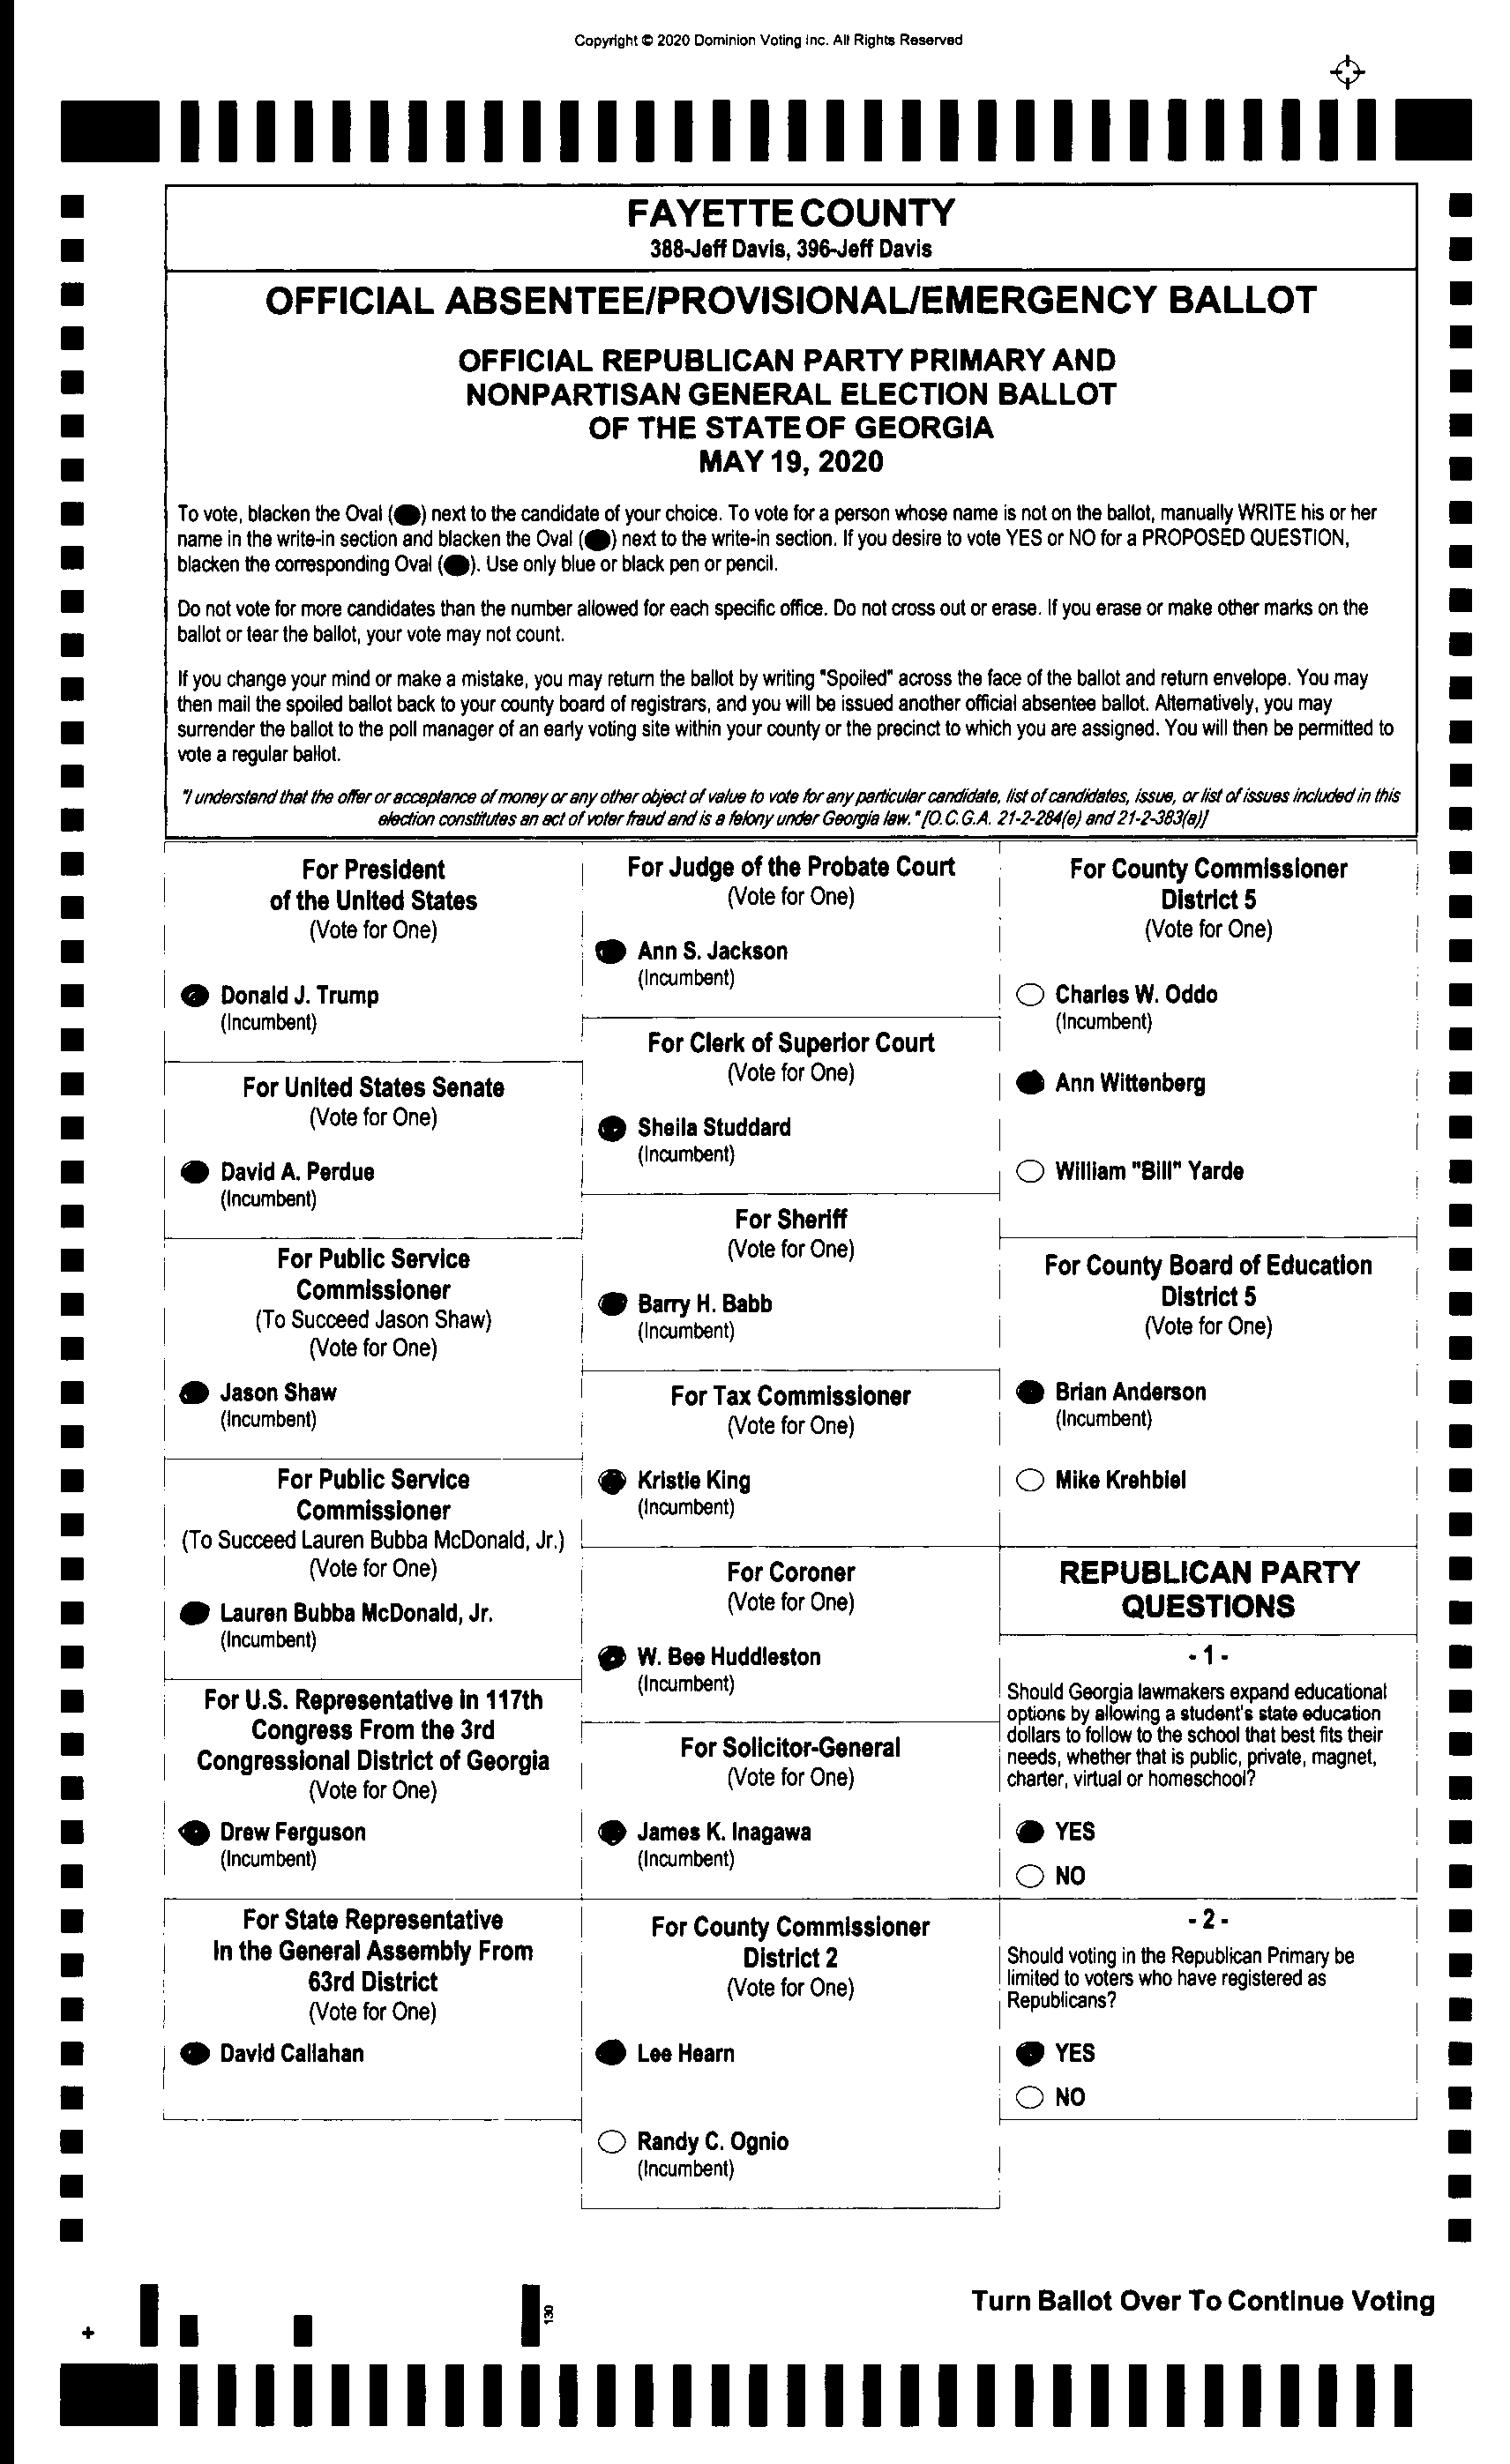 Copyright © 2020 Dominion Voting Inc. All Rights Reserved
FAYETTE COUNTY
388-Jeff Davis, 396-Jeff Davis
OFFICIAL ABSENTEE/PROVISIONAL/EMERGENCY BALLOT
OFFICIAL REPUBLICAN PARTY PRIMARY AND
NONPARTISAN GENERAL ELECTION BALLOT
OF THE STATE OF GEORGIA
MAY 19, 2020
To vote, blacken the Oval ( ) next to the candidate of your choice. To vote for a person whose name is not on the ballot, manually WRITE his or her
name in the write-in section and blacken the Oval ( ) next to the write-in section. If you desire to vote YES or NO for a PROPOSED QUESTION,
blacken the corresponding Oval ( ). Use only blue or black pen or pencil.
Do not vote for more candidates than the number allowed for each specific office. Do not cross out or erase. If you erase or make other marks on the
ballot or tear the ballot, your vote may not count.
If you change your mind or make a mistake, you may return the ballot by writing "Spoiled" across the face of the ballot and return envelope. You may
then mail the spoiled ballot back to your county board of registrars, and you will be issued another official absentee ballot. Alternatively, you may
surrender the ballot to the poll manager of an early voting site within your county or the precinct to which you are assigned. You will then be permitted to
vote a regular ballot.
"I understand that the offer or acceptance of money or any other object of value to vote for any particular candidate, list of candidates, issue, or list of issues included in this
election constitutes an act of voter fraud and is a felony under Georgia law." [O.C.G.A. 21-2-284(e) and 21-2-383(a)]
For President
of the United States
(Vote for One)
Donald J. Trump
(Incumbent)
For United States Senate
(Vote for One)
David A. Perdue
(Incumbent)
For Public Service
Commissioner
(To Succeed Jason Shaw)
(Vote for One)
Jason Shaw
(Incumbent)
For Public Service
Commissioner
(To Succeed Lauren Bubba McDonald, Jr.)
(Vote for One)
Lauren Bubba McDonald, Jr.
(Incumbent)
For U.S. Representative in 117th
Congress From the 3rd
Congressional District of Georgia
(Vote for One)
Drew Ferguson
(Incumbent)
For State Representative
In the General Assembly From
63rd District
(Vote for One)
David Callahan
For Judge of the Probate Court
(Vote for One)
Ann S. Jackson
(Incumbent)
For Clerk of Superior Court
(Vote for One)
Sheila Studdard
(Incumbent)
For Sheriff
(Vote for One)
Barry H. Babb
(Incumbent)
For Tax Commissioner
(Vote for One)
Kristie King
(Incumbent)
For Coroner
(Vote for One)
W. Bee Huddleston
(Incumbent)
For Solicitor-General
(Vote for One)
James K. Inagawa
(Incumbent)
For County Commissioner
District 2
(Vote for One)
Lee Hearn
Randy C. Ognio
(Incumbent)
For County Commissioner
District 5
(Vote for One)
Charles W. Oddo
(Incumbent)
Ann Wittenberg
William "Bill" Yarde
For County Board of Education
District 5
(Vote for One)
Brian Anderson
(Incumbent)
Mike Krehbiel
REPUBLICAN PARTY
QUESTIONS
- 1 -
Should Georgia lawmakers expand educational
options by allowing a student's state education
dollars to follow to the school that best fits their
needs, whether that is public, private, magnet,
charter, virtual or homeschool?
YES
NO
- 2 -
Should voting in the Republican Primary be
limited to voters who have registered as
Republicans?
YES
NO
130
Turn Ballot Over To Continue Voting